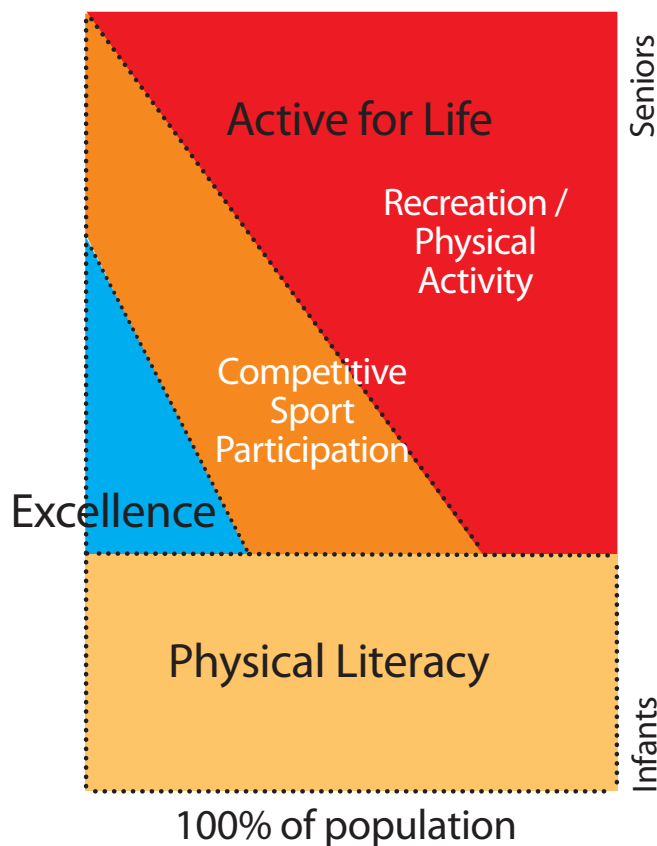 Seniors
Active for Life
Recreation /
Physical
Activity
Competitive
Sport
Participation
Excellence
Physical Literacy
Infants
100% of population